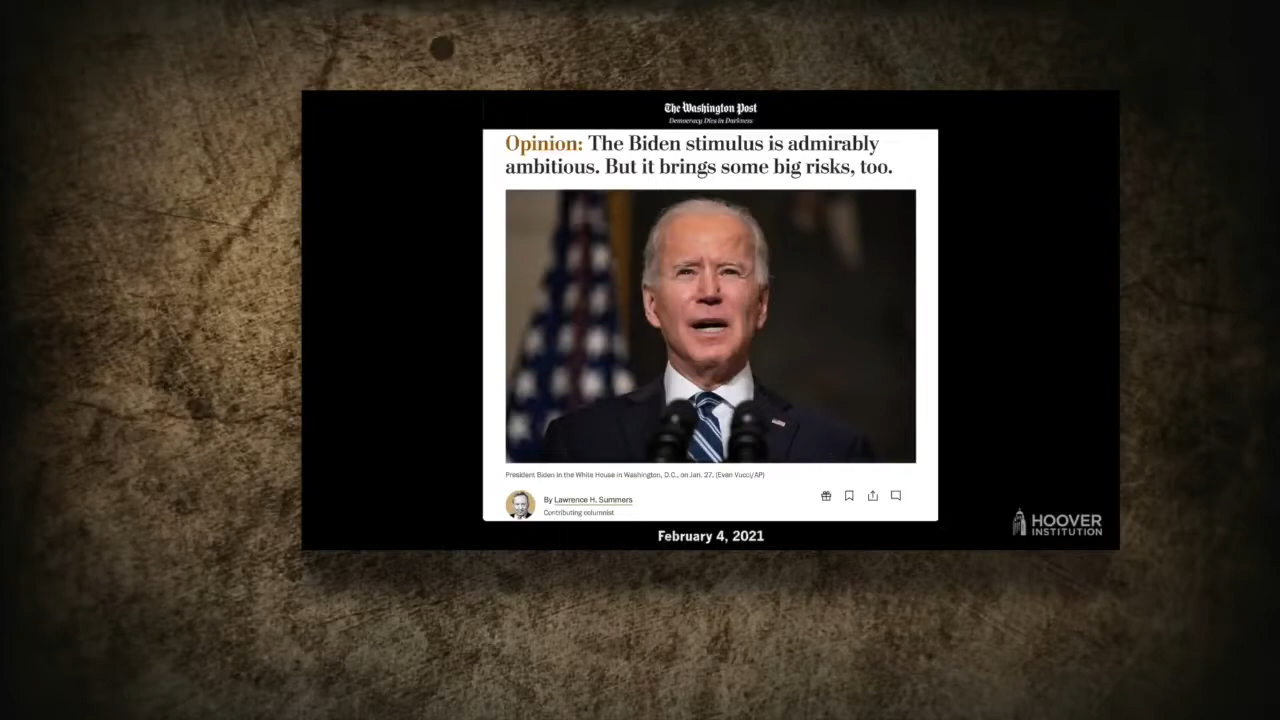 The Washington Post
Democracy Dies in Darkness
Opinion: The Biden stimulus is admirably
ambitious. But it brings some big risks, too.
President Biden in the White House in Washington, D.C., on Jan. 27. (Evan Vucci/AP)
By Lawrence H. Summers
Contributing columnist
February 4, 2021
HOOVER
INSTITUTION